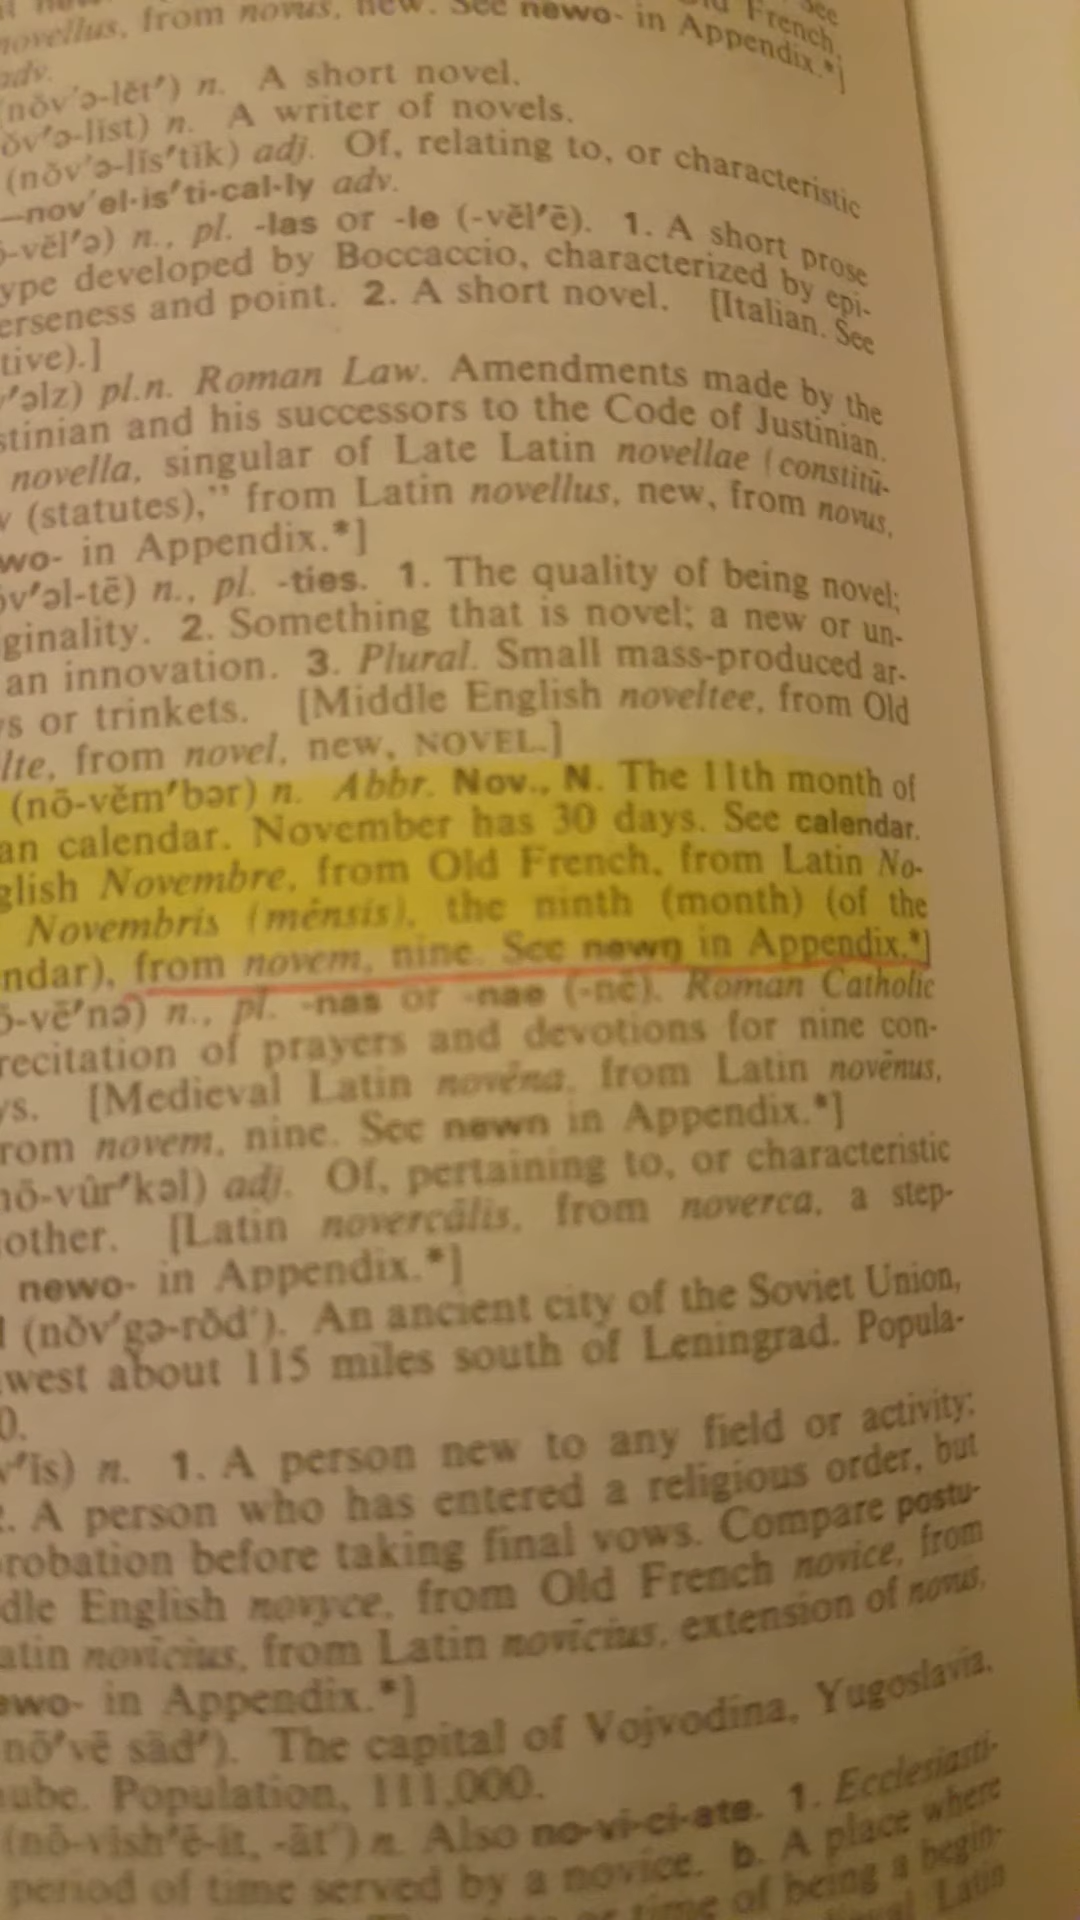 novellus, from novus, new. See newo- in Appendix.*]
adv.
(nŏv′ə-lĕt′) n. A short novel.
ŏv′ə-lĭst) n. A writer of novels.
(nŏv′ə-lĭs′tĭk) adj. Of, relating to, or characteristic
—nov′el·is′ti·cal·ly adv.
-vĕl′ə) n., pl. -las or -le (-vĕl′ē). 1. A short prose
ype developed by Boccaccio, characterized by epi-
erseness and point. 2. A short novel. [Italian. See
tive).]
′əlz) pl.n. Roman Law. Amendments made by the
stinian and his successors to the Code of Justinian.
novella, singular of Late Latin novellae (constitū-
(statutes),” from Latin novellus, new, from novus,
wo- in Appendix.*]
ŏv′əl-tē) n., pl. -ties. 1. The quality of being novel;
ginality. 2. Something that is novel; a new or un-
an innovation. 3. Plural. Small mass-produced ar-
s or trinkets. [Middle English noveltee, from Old
lte, from novel, new, NOVEL.]
(nō-vĕm′bər) n. Abbr. Nov., N. The 11th month of
an calendar. November has 30 days. See calendar.
glish Novembre, from Old French, from Latin No-
Novembris (mēnsis), the ninth (month) (of the
ndar), from novem, nine. See newn in Appendix.*]
ō-vē′nə) n., pl. -nas or -nae (-nē). Roman Catholic
recitation of prayers and devotions for nine con-
ys. [Medieval Latin novēna, from Latin novēnus,
rom novem, nine. See newn in Appendix.*]
nō-vûr′kəl) adj. Of, pertaining to, or characteristic
other. [Latin novercālis, from noverca, a step-
newo- in Appendix.*]
(nŏv′gə-rŏd′). An ancient city of the Soviet Union,
west about 115 miles south of Leningrad. Popula-
0.
v′ĭs) n. 1. A person new to any field or activity;
2. A person who has entered a religious order, but
robation before taking final vows. Compare postu-
dle English novyce, from Old French novice, from
atin novīcius, from Latin novīcius, extension of novus,
ewo- in Appendix.*]
nō′vē säd′). The capital of Vojvodina, Yugoslavia,
ube. Population, 111,000.
(nō-vĭsh′ē-ĭt, -āt′) n. Also no·vi·ci·ate. 1. Ecclesiasti-
period of time served by a novice. b. A place where
or time of being a begin-
Latin